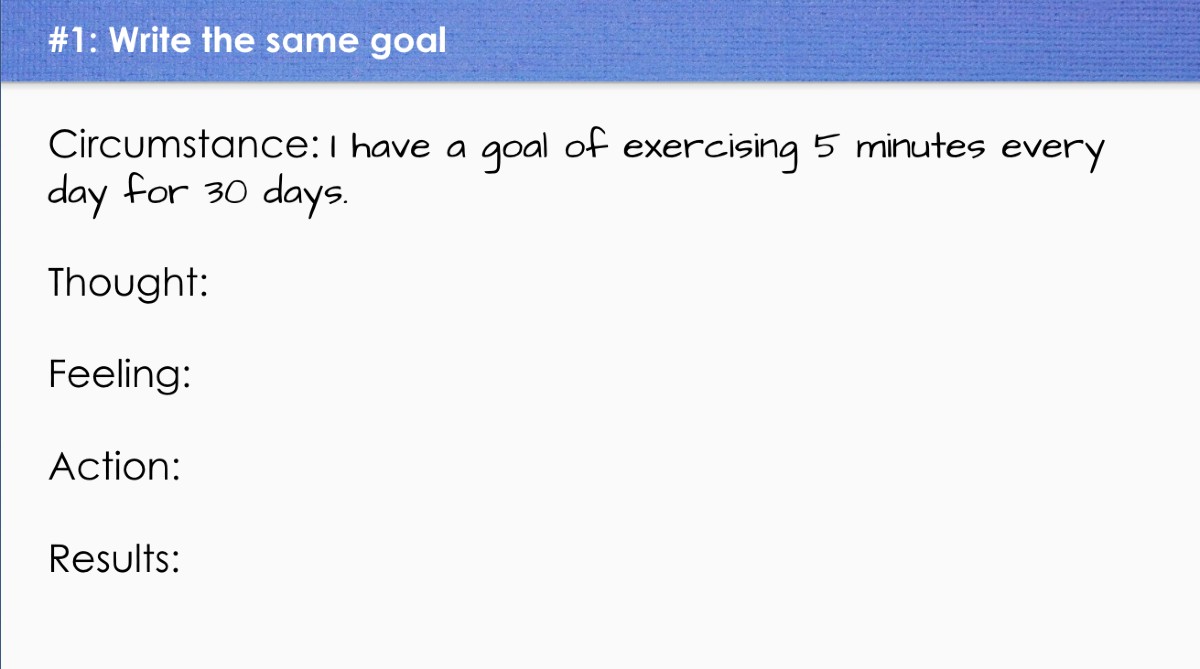 #1: Write the same goal
Circumstance: I have a goal of exercising 5 minutes every
day for 30 days.
Thought:
Feeling:
Action:
Results: